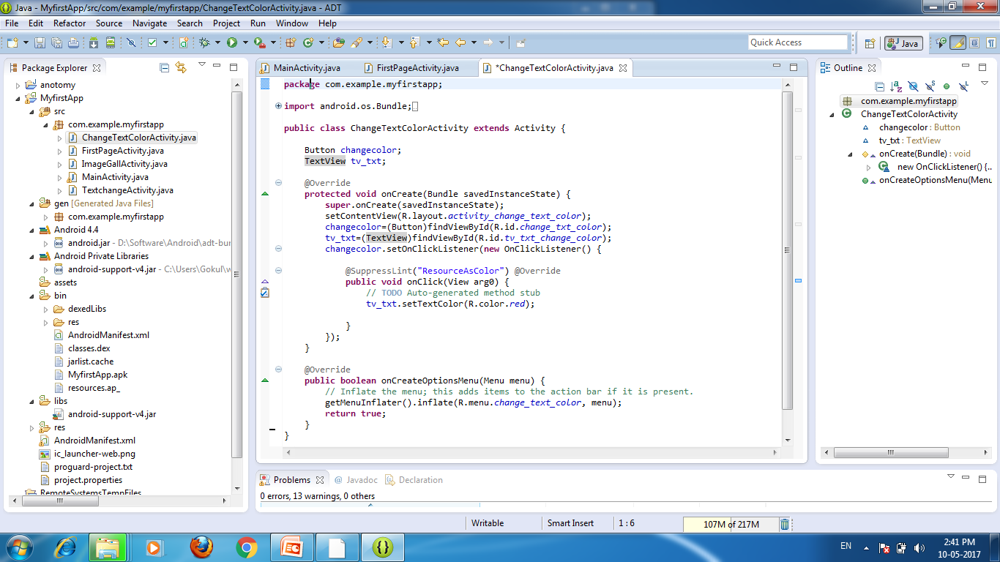 Java - MyfirstApp/src/com/example/myfirstapp/ChangeTextColorActivity.java - ADT
File Edit Refactor Source Navigate Search Project Run Window Help
Quick Access
Java
Package Explorer
anotomy
MyfirstApp
src
com.example.myfirstapp
ChangeTextColorActivity.java
FirstPageActivity.java
ImageGallActivity.java
MainActivity.java
TextchangeActivity.java
gen [Generated Java Files]
com.example.myfirstapp
Android 4.4
android.jar - D:\Software\Android\adt-bun
Android Private Libraries
android-support-v4.jar - C:\Users\Gokul\w
assets
bin
dexedLibs
res
AndroidManifest.xml
classes.dex
jarlist.cache
MyfirstApp.apk
resources.ap_
libs
android-support-v4.jar
res
AndroidManifest.xml
ic_launcher-web.png
proguard-project.txt
project.properties
RemoteSystemsTempFiles
MainActivity.java FirstPageActivity.java *ChangeTextColorActivity.java
package com.example.myfirstapp;
import android.os.Bundle;
public class ChangeTextColorActivity extends Activity {
Button changecolor;
TextView tv_txt;
@Override
protected void onCreate(Bundle savedInstanceState) {
super.onCreate(savedInstanceState);
setContentView(R.layout.activity_change_text_color);
changecolor=(Button)findViewById(R.id.change_txt_color);
tv_txt=(TextView)findViewById(R.id.tv_txt_change_color);
changecolor.setOnClickListener(new OnClickListener() {
@SuppressLint("ResourceAsColor") @Override
public void onClick(View arg0) {
// TODO Auto-generated method stub
tv_txt.setTextColor(R.color.red);
}
});
}
@Override
public boolean onCreateOptionsMenu(Menu menu) {
// Inflate the menu; this adds items to the action bar if it is present.
getMenuInflater().inflate(R.menu.change_text_color, menu);
return true;
}
}
Outline
com.example.myfirstapp
ChangeTextColorActivity
changecolor : Button
tv_txt : TextView
onCreate(Bundle) : void
new OnClickListener() {..
onCreateOptionsMenu(Menu
Problems Javadoc Declaration
0 errors, 13 warnings, 0 others
Writable Smart Insert 1 : 6 107M of 217M
EN
2:41 PM
10-05-2017